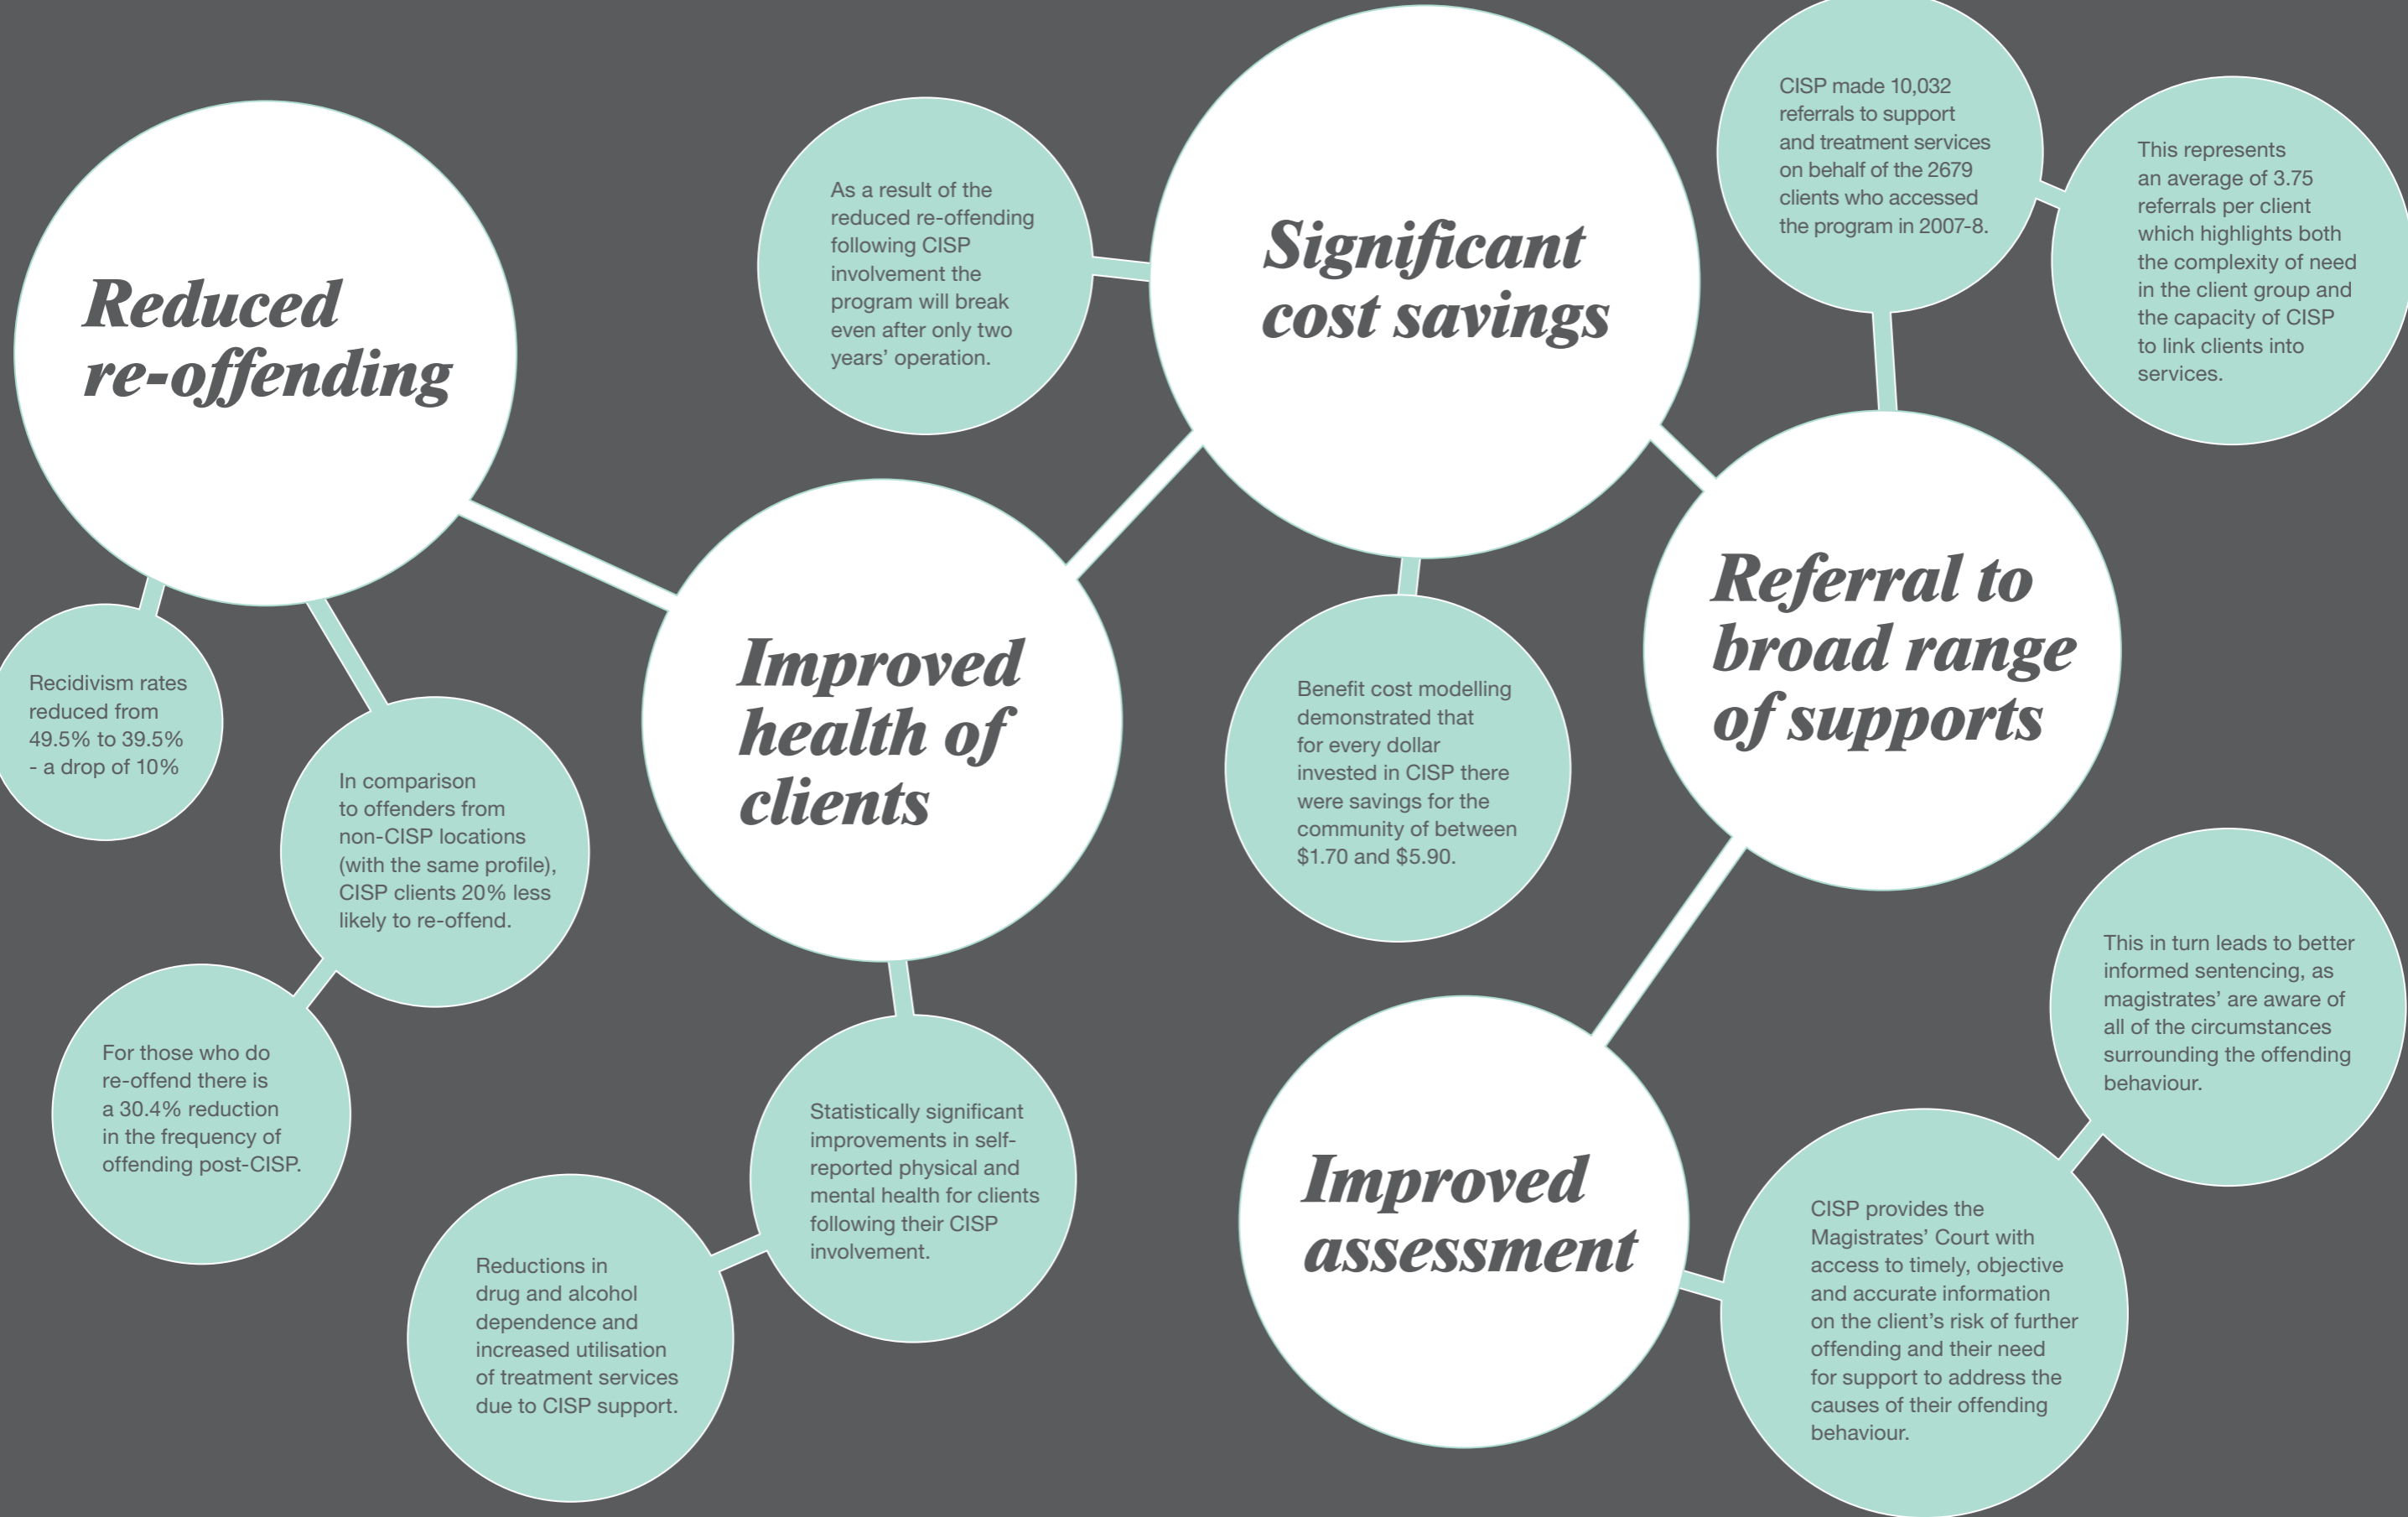 Reduced
re-offending
Recidivism rates
reduced from
49.5% to 39.5%
- a drop of 10%
In comparison
to offenders from
non-CISP locations
(with the same profile),
CISP clients 20% less
likely to re-offend.
For those who do
re-offend there is
a 30.4% reduction
in the frequency of
offending post-CISP.
Improved
health of
clients
Statistically significant
improvements in self-
reported physical and
mental health for clients
following their CISP
involvement.
Reductions in
drug and alcohol
dependence and
increased utilisation
of treatment services
due to CISP support.
Significant
cost savings
As a result of the
reduced re-offending
following CISP
involvement the
program will break
even after only two
years’ operation.
Benefit cost modelling
demonstrated that
for every dollar
invested in CISP there
were savings for the
community of between
$1.70 and $5.90.
Referral to
broad range
of supports
CISP made 10,032
referrals to support
and treatment services
on behalf of the 2679
clients who accessed
the program in 2007-8.
This represents
an average of 3.75
referrals per client
which highlights both
the complexity of need
in the client group and
the capacity of CISP
to link clients into
services.
Improved
assessment
CISP provides the
Magistrates’ Court with
access to timely, objective
and accurate information
on the client’s risk of further
offending and their need
for support to address the
causes of their offending
behaviour.
This in turn leads to better
informed sentencing, as
magistrates’ are aware of
all of the circumstances
surrounding the offending
behaviour.